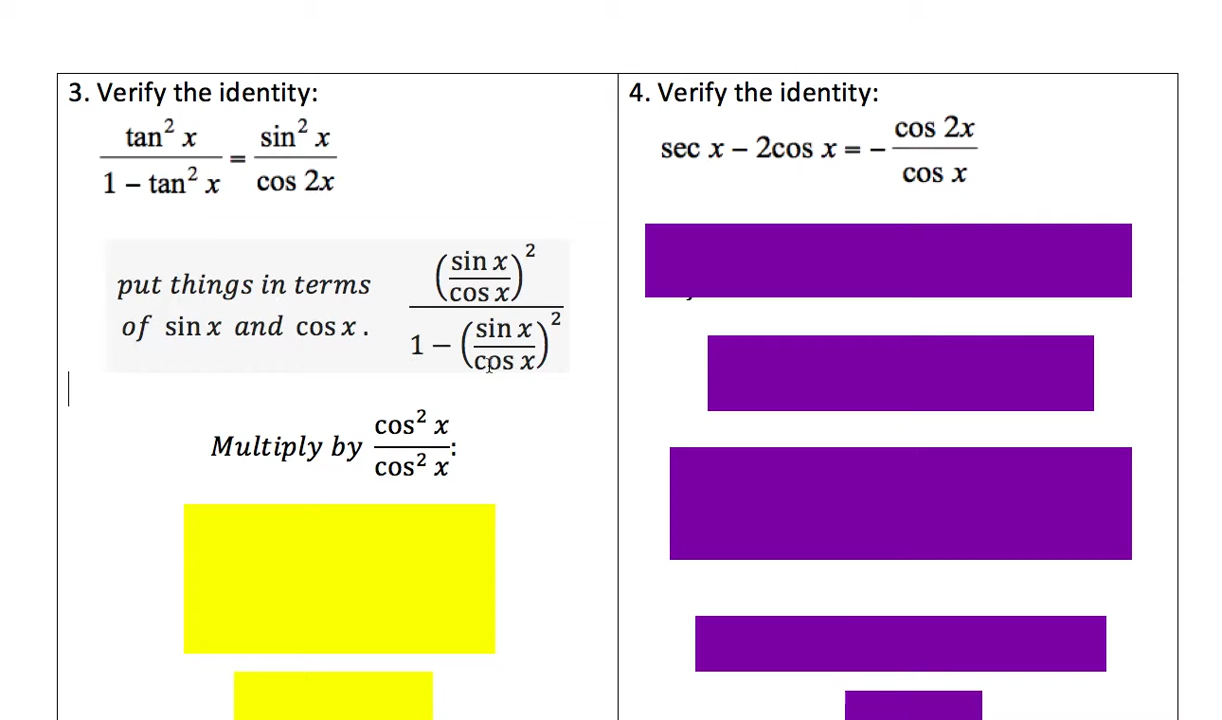 3. Verify the identity:
tan² x / 1 − tan² x = sin² x / cos 2x
put things in terms
of sin x and cos x.
(sin x / cos x)² / 1 − (sin x / cos x)²
Multiply by cos² x / cos² x:
4. Verify the identity:
sec x − 2cos x = − cos 2x / cos x